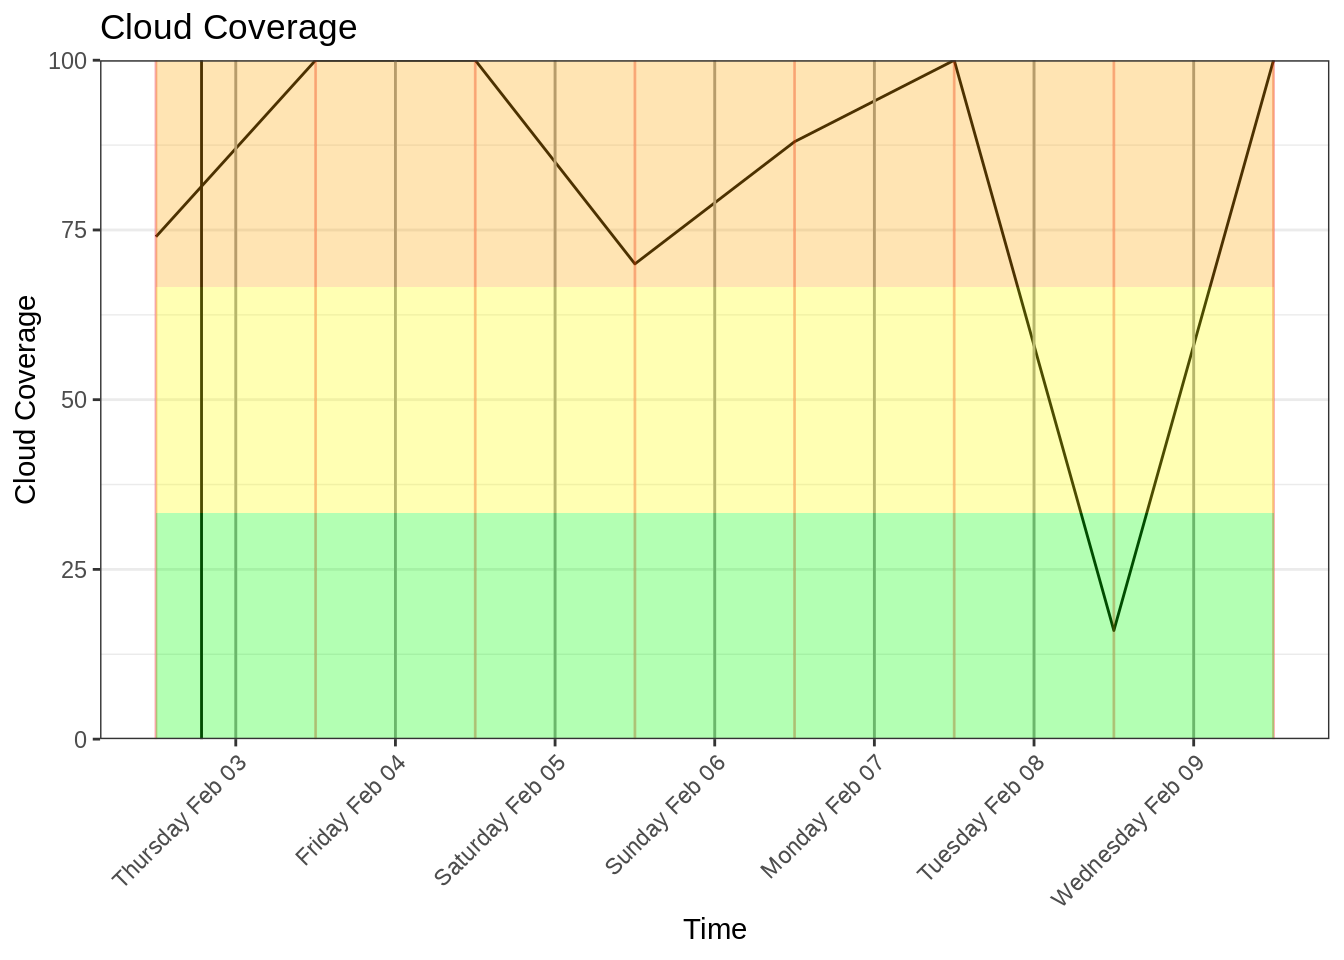 Cloud Coverage
100
75
50
25
0
Cloud Coverage
Thursday Feb 03
Friday Feb 04
Saturday Feb 05
Sunday Feb 06
Monday Feb 07
Tuesday Feb 08
Wednesday Feb 09
Time